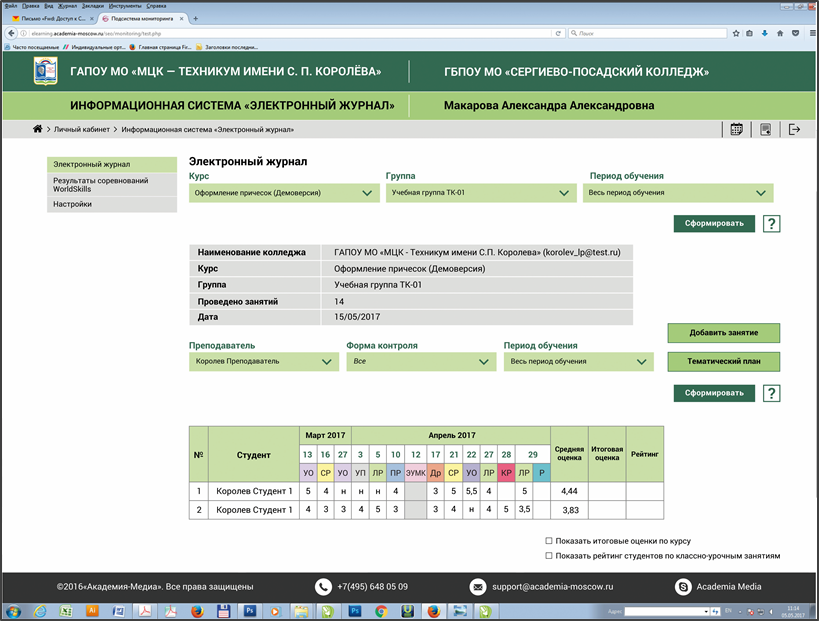 Файл Правка Вид Журнал Закладки Инструменты Справка
Письмо «Fwd: Доступ к С... Подсистема мониторинга
elearning.academia-moscow.ru/seo/monitoring/test.php Поиск
Часто посещаемые Индивидуальные орг... Главная страница Fir... Заголовки последни...
ГАПОУ МО «МЦК — ТЕХНИКУМ ИМЕНИ С. П. КОРОЛЁВА» ГБПОУ МО «СЕРГИЕВО-ПОСАДСКИЙ КОЛЛЕДЖ»
ИНФОРМАЦИОННАЯ СИСТЕМА «ЭЛЕКТРОННЫЙ ЖУРНАЛ» Макарова Александра Александровна
Личный кабинет > Информационная система «Электронный журнал»
Электронный журнал
Результаты соревнований
WorldSkills
Настройки
Электронный журнал
Курс Группа Период обучения
Оформление причесок (Демоверсия) Учебная группа ТК-01 Весь период обучения
Сформировать ?
Наименование колледжа ГАПОУ МО «МЦК - Техникум имени С.П. Королева» (korolev_lp@test.ru)
Курс Оформление причесок (Демоверсия)
Группа Учебная группа ТК-01
Проведено занятий 14
Дата 15/05/2017
Добавить занятие
Преподаватель Форма контроля Период обучения
Королев Преподаватель Все Весь период обучения
Тематический план
Сформировать ?
№ Студент Март 2017 Апрель 2017 Средняя оценка Итоговая оценка Рейтинг
13 16 27 3 5 10 12 17 21 22 27 28 29
УО СР УО УП ЛР ПР ЭУМК Др СР УО ЛР КР ЛР Р
1 Королев Студент 1 5 4 н н н 4 3 5 5,5 4 5 4,44
2 Королев Студент 1 4 3 3 4 5 3 3 4 н 4 5 3,5 3,83
Показать итоговые оценки по курсу
Показать рейтинг студентов по классно-урочным занятиям
©2016«Академия-Медиа». Все права защищены +7(495) 648 05 09 support@academia-moscow.ru Academia Media
Адрес EN 11:14
05.05.2017